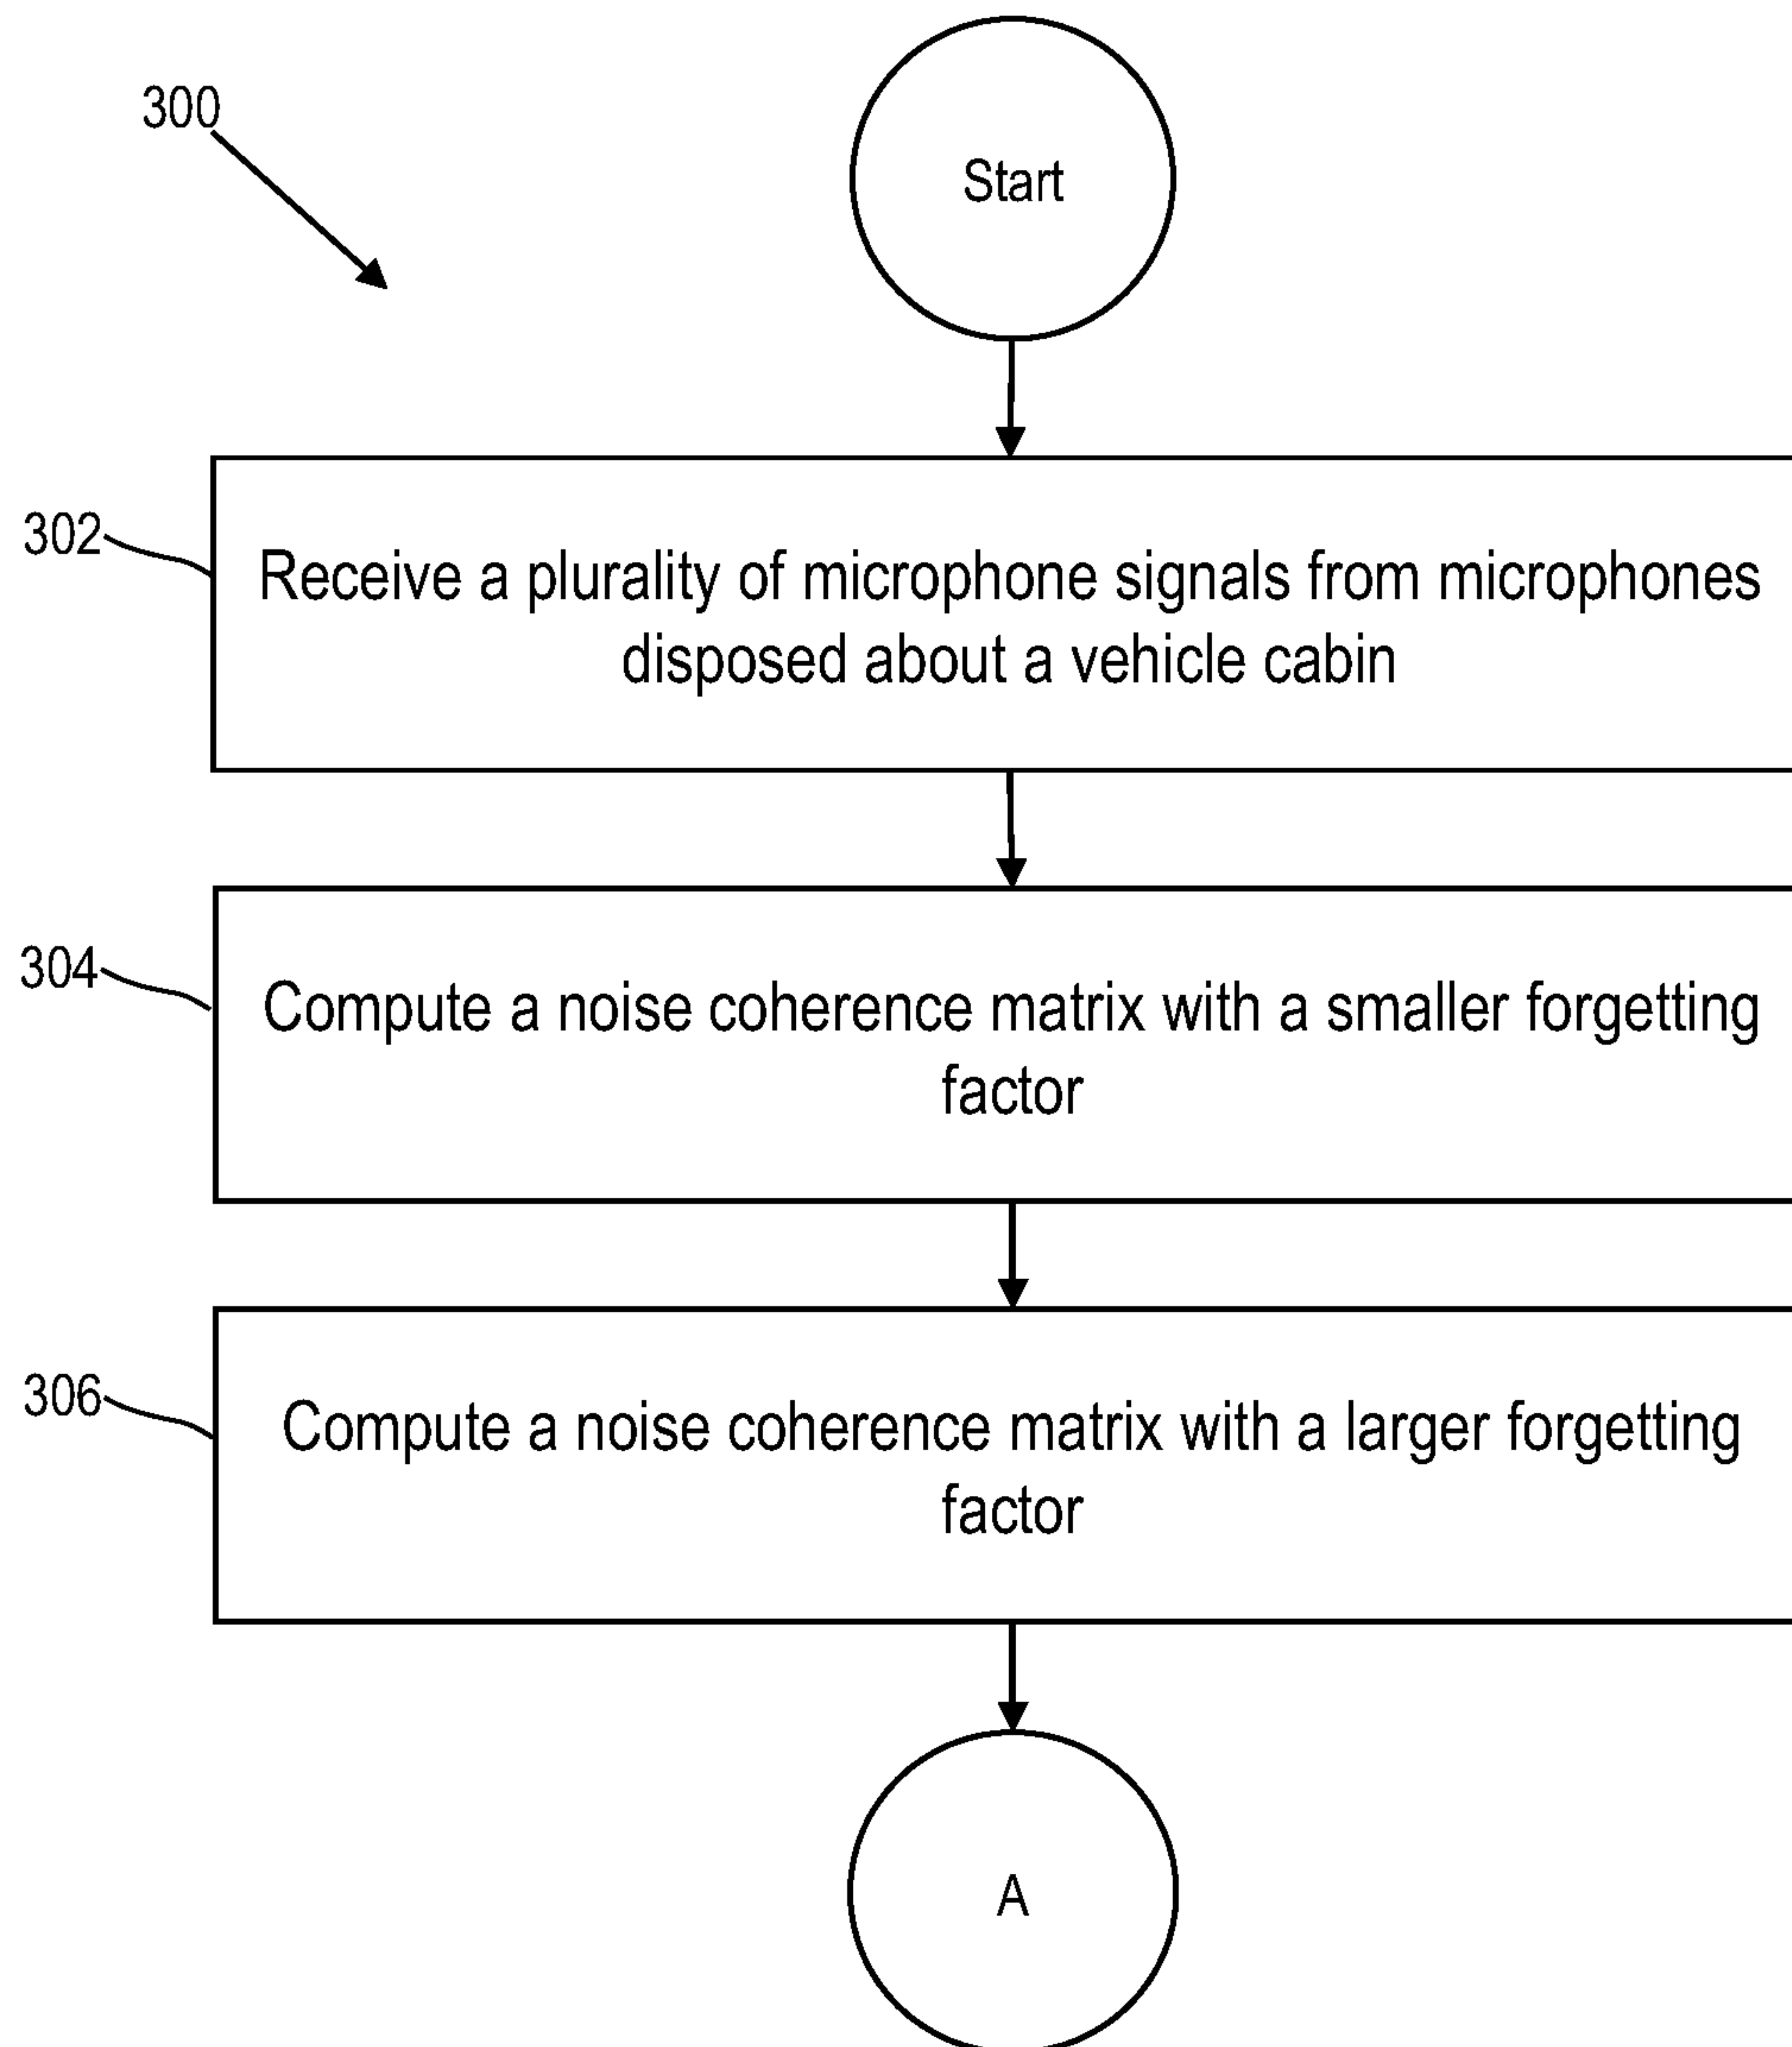 300
Start
302
Receive a plurality of microphone signals from microphones
disposed about a vehicle cabin
304
Compute a noise coherence matrix with a smaller forgetting
factor
306
Compute a noise coherence matrix with a larger forgetting
factor
A